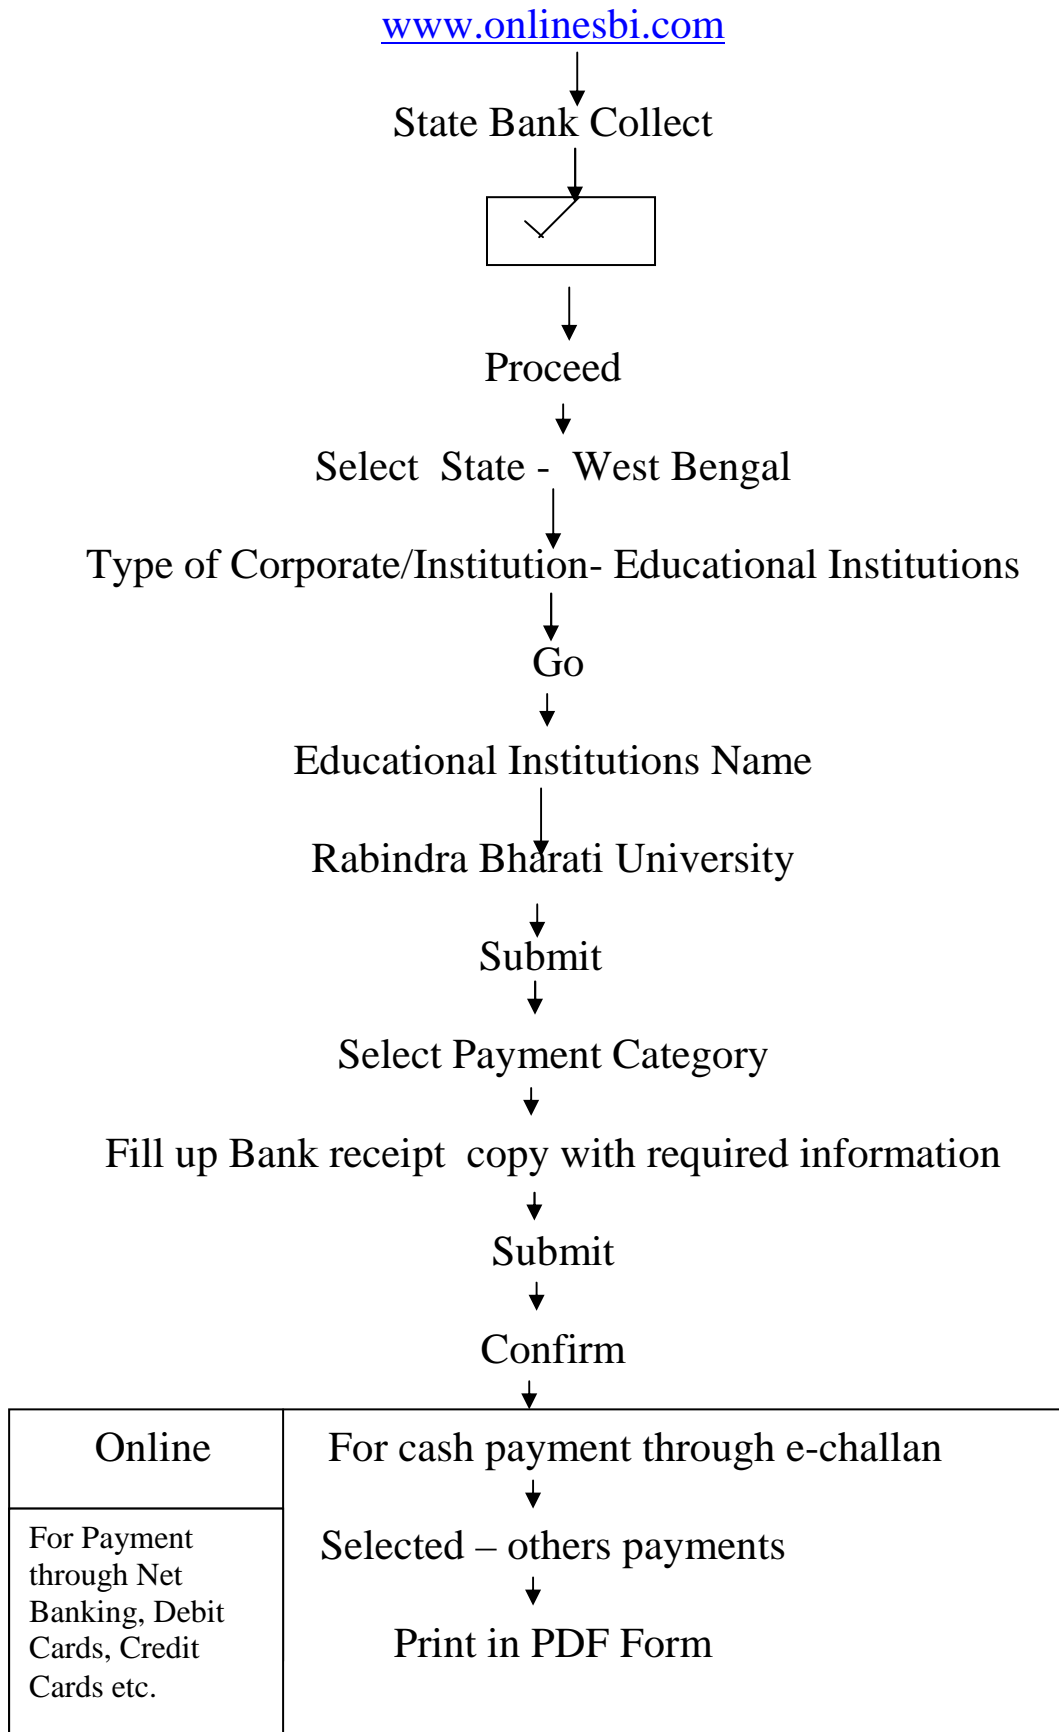 www.onlinesbi.com
State Bank Collect
Proceed
Select State - West Bengal
Type of Corporate/Institution- Educational Institutions
Go
Educational Institutions Name
Rabindra Bharati University
Submit
Select Payment Category
Fill up Bank receipt copy with required information
Submit
Confirm
Online
For Payment
through Net
Banking, Debit
Cards, Credit
Cards etc.
For cash payment through e-challan
Selected – others payments
Print in PDF Form